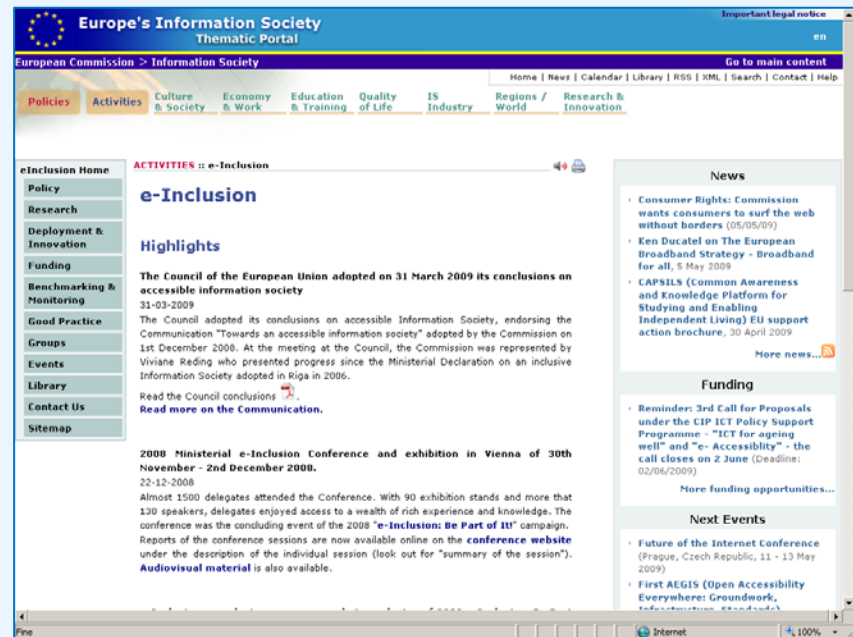 Important legal notice
Europe's Information Society
Thematic Portal
en
European Commission > Information Society
Go to main content
Home | News | Calendar | Library | RSS | XML | Search | Contact | Help
Policies
Activities
Culture
& Society
Economy
& Work
Education
& Training
Quality
of Life
IS
Industry
Regions /
World
Research &
Innovation
eInclusion Home
Policy
Research
Deployment &
Innovation
Funding
Benchmarking &
Monitoring
Good Practice
Groups
Events
Library
Contact Us
Sitemap
ACTIVITIES :: e-Inclusion
e-Inclusion
Highlights
The Council of the European Union adopted on 31 March 2009 its conclusions on
accessible information society
31-03-2009
The Council adopted its conclusions on accessible Information Society, endorsing the
Communication "Towards an accessible information society" adopted by the Commission on
1st December 2008. At the meeting at the Council, the Commission was represented by
Viviane Reding who presented progress since the Ministerial Declaration on an inclusive
Information Society adopted in Riga in 2006.
Read the Council conclusions .
Read more on the Communication.
2008 Ministerial e-Inclusion Conference and exhibition in Vienna of 30th
November - 2nd December 2008.
22-12-2008
Almost 1500 delegates attended the Conference. With 90 exhibition stands and more that
130 speakers, delegates enjoyed access to a wealth of rich experience and knowledge. The
conference was the concluding event of the 2008 "e-Inclusion: Be Part of It!" campaign.
Reports of the conference sessions are now available online on the conference website
under the description of the individual session (look out for "summary of the session").
Audiovisual material is also available.
News
Consumer Rights: Commission
wants consumers to surf the web
without borders (05/05/09)
Ken Ducatel on The European
Broadband Strategy - Broadband
for all, 5 May 2009
CAPSILS (Common Awareness
and Knowledge Platform for
Studying and Enabling
Independent Living) EU support
action brochure, 30 April 2009
More news...
Funding
Reminder: 3rd Call for Proposals
under the CIP ICT Policy Support
Programme - "ICT for ageing
well" and "e- Accessiblity" - the
call closes on 2 June (Deadline:
02/06/2009)
More funding opportunities...
Next Events
Future of the Internet Conference
(Prague, Czech Republic, 11 - 13 May
2009)
First AEGIS (Open Accessibility
Everywhere: Groundwork,
Infrastructure, Standards)
Fine
Internet
100%